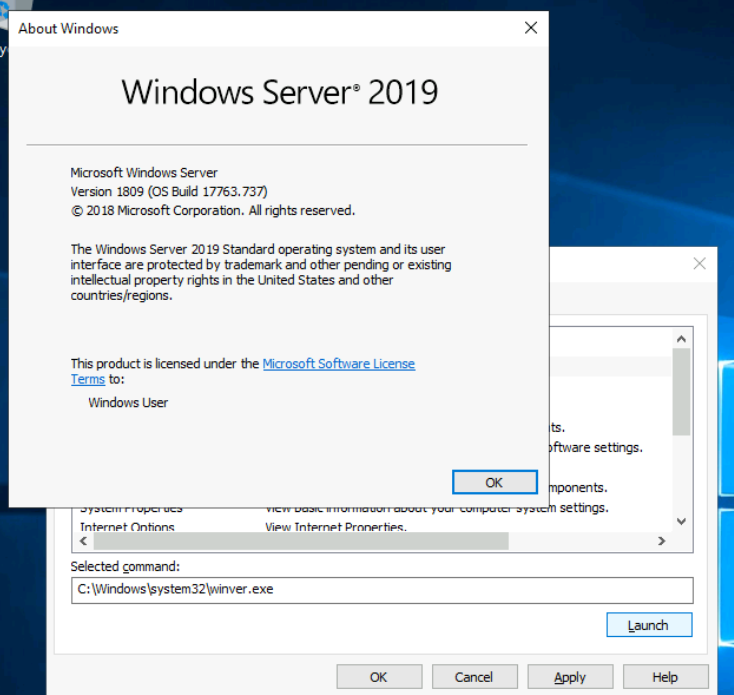 About Windows
Windows Server® 2019
Microsoft Windows Server
Version 1809 (OS Build 17763.737)
© 2018 Microsoft Corporation. All rights reserved.
The Windows Server 2019 Standard operating system and its user
interface are protected by trademark and other pending or existing
intellectual property rights in the United States and other
countries/regions.
This product is licensed under the Microsoft Software License
Terms to:
Windows User
OK
ts.
oftware settings.
mponents.
System Properties View basic information about your computer system settings.
Internet Options View Internet Properties.
Selected command:
C:\Windows\system32\winver.exe
Launch
OK Cancel Apply Help